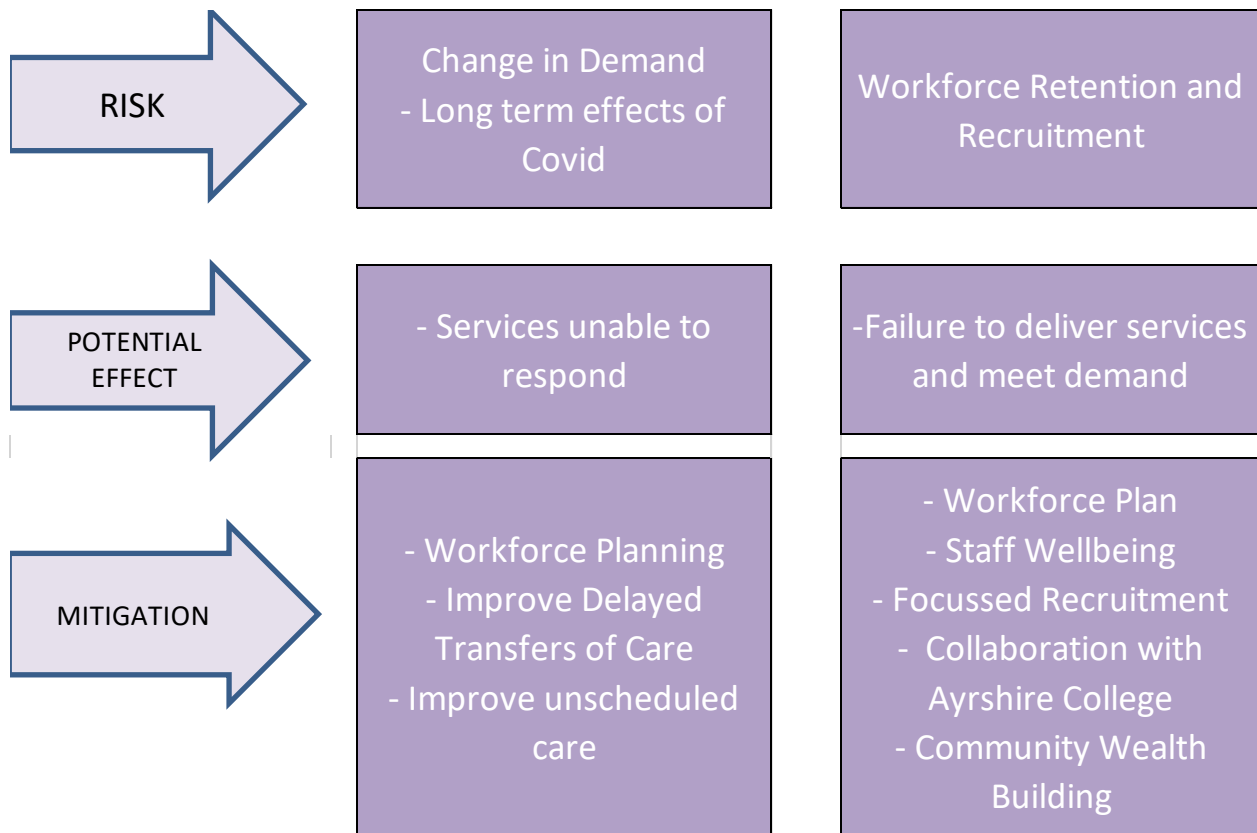 RISK
Change in Demand
- Long term effects of
Covid
Workforce Retention and
Recruitment
POTENTIAL
EFFECT
- Services unable to
respond
-Failure to deliver services
and meet demand
MITIGATION
- Workforce Planning
- Improve Delayed
Transfers of Care
- Improve unscheduled
care
- Workforce Plan
- Staff Wellbeing
- Focussed Recruitment
- Collaboration with
Ayrshire College
- Community Wealth
Building